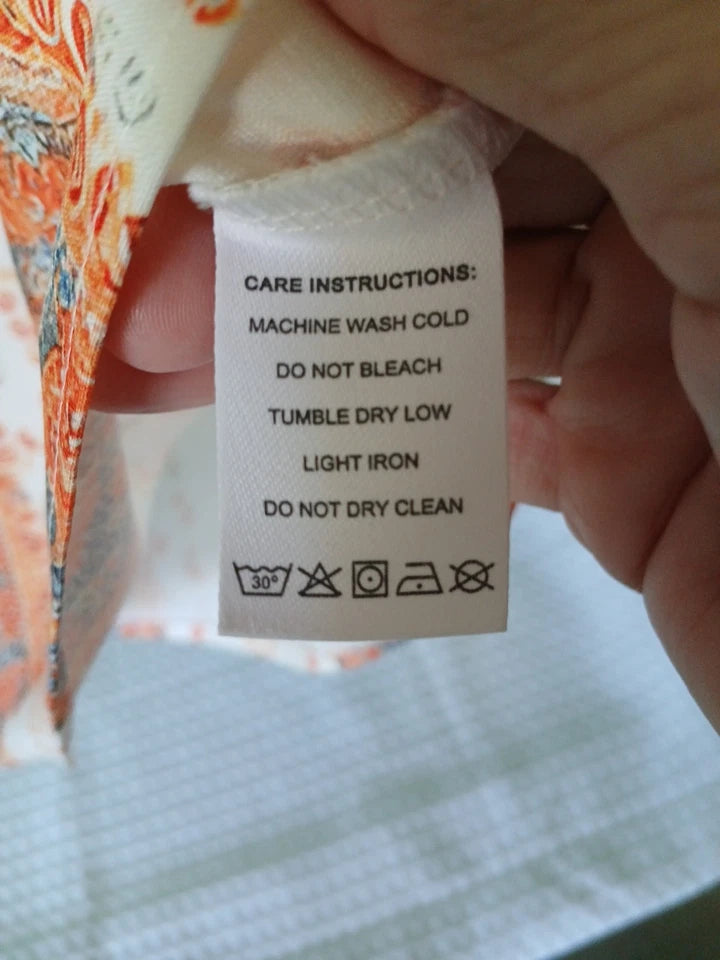 CARE INSTRUCTIONS:
MACHINE WASH COLD
DO NOT BLEACH
TUMBLE DRY LOW
LIGHT IRON
DO NOT DRY CLEAN
30°